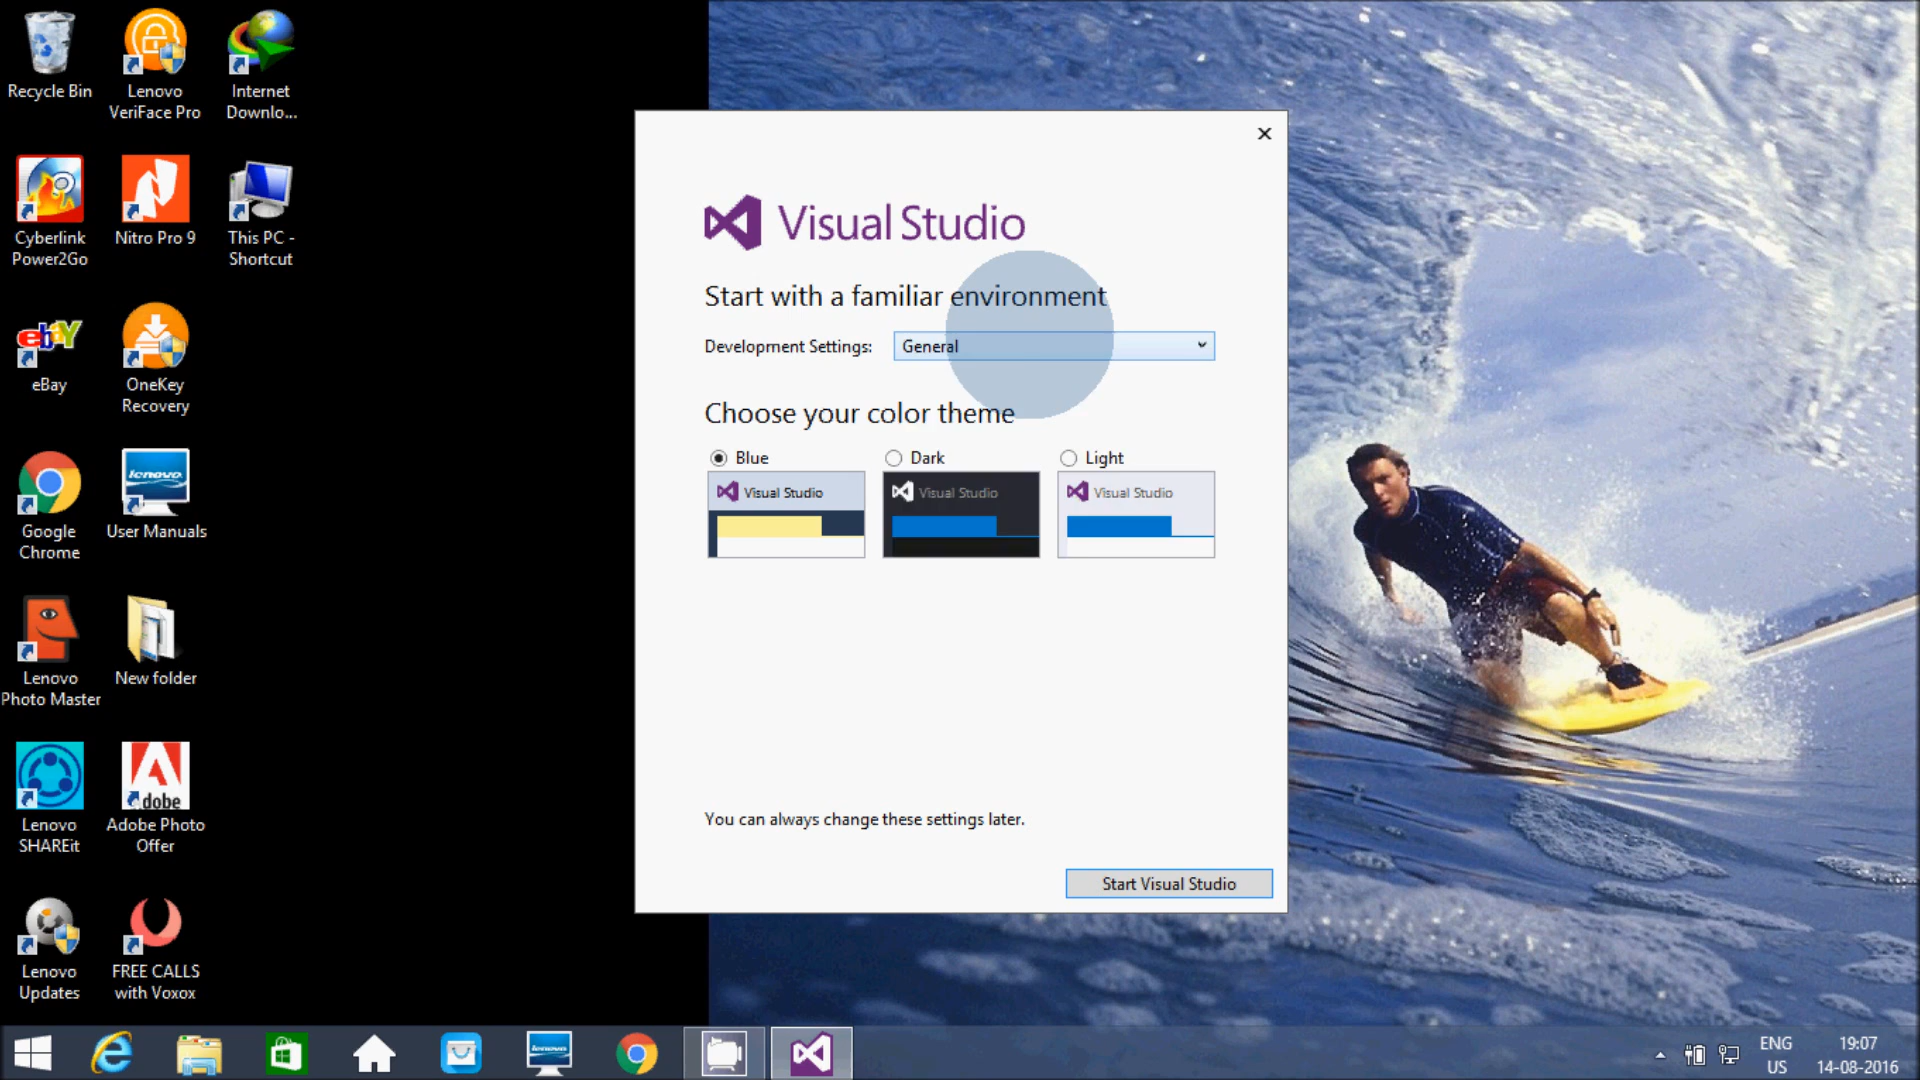 Recycle Bin
Lenovo
VeriFace Pro
Internet
Downlo...
Cyberlink
Power2Go
Nitro Pro 9
This PC -
Shortcut
ebay
eBay
OneKey
Recovery
Google
Chrome
lenovo
User Manuals
Lenovo
Photo Master
New folder
Lenovo
SHAREit
Adobe
Adobe Photo
Offer
Lenovo
Updates
FREE CALLS
with Voxox
Visual Studio
Start with a familiar environment
Development Settings: General
Choose your color theme
Blue Dark Light
Visual Studio Visual Studio Visual Studio
You can always change these settings later.
Start Visual Studio
lenovo
ENG
US
19:07
14-08-2016